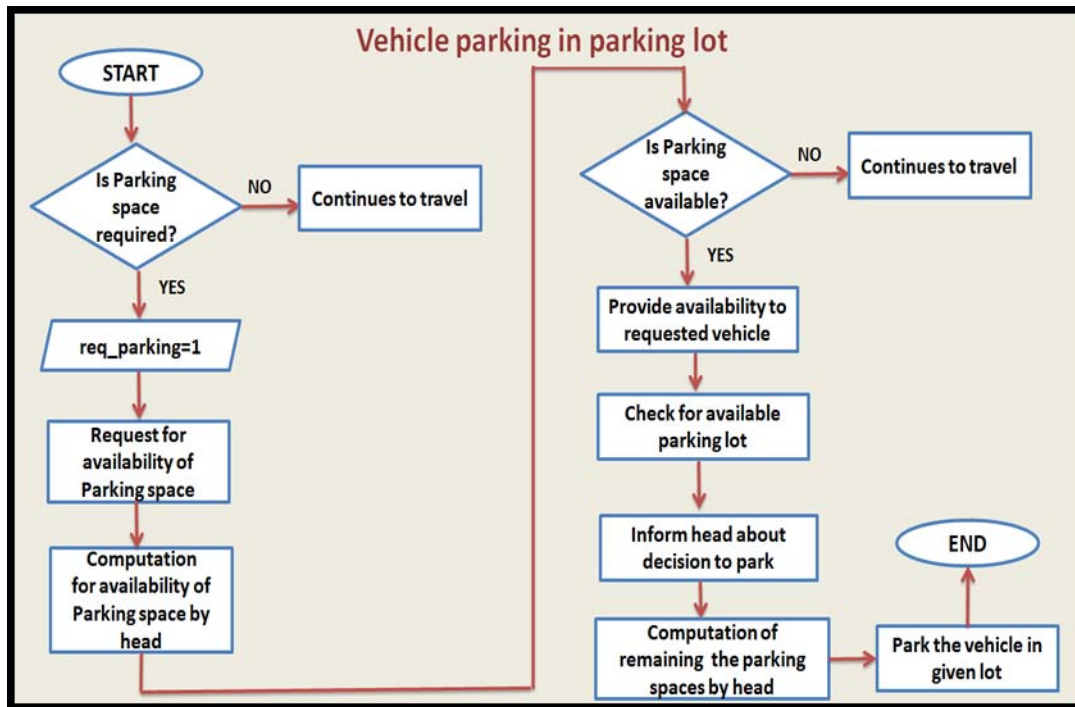 Vehicle parking in parking lot
START
Is Parking
space
required?
NO
Continues to travel
YES
req_parking=1
Request for
availability of
Parking space
Computation
for availability of
Parking space by
head
Is Parking
space
available?
NO
Continues to travel
YES
Provide availability to
requested vehicle
Check for available
parking lot
Inform head about
decision to park
Computation of
remaining the parking
spaces by head
Park the vehicle in
given lot
END